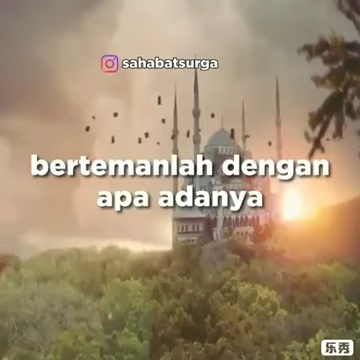 sahabatsurga
bertemanlah dengan
apa adanya
乐秀